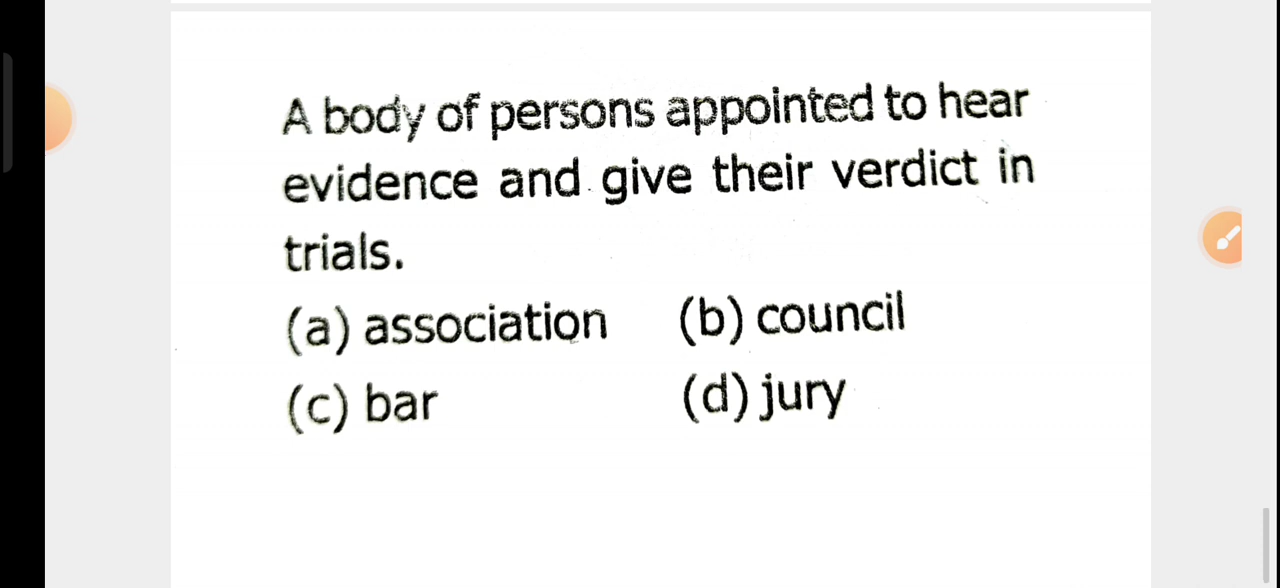 A body of persons appointed to hear
evidence and give their verdict in
trials.
(a) association (b) council
(c) bar (d) jury